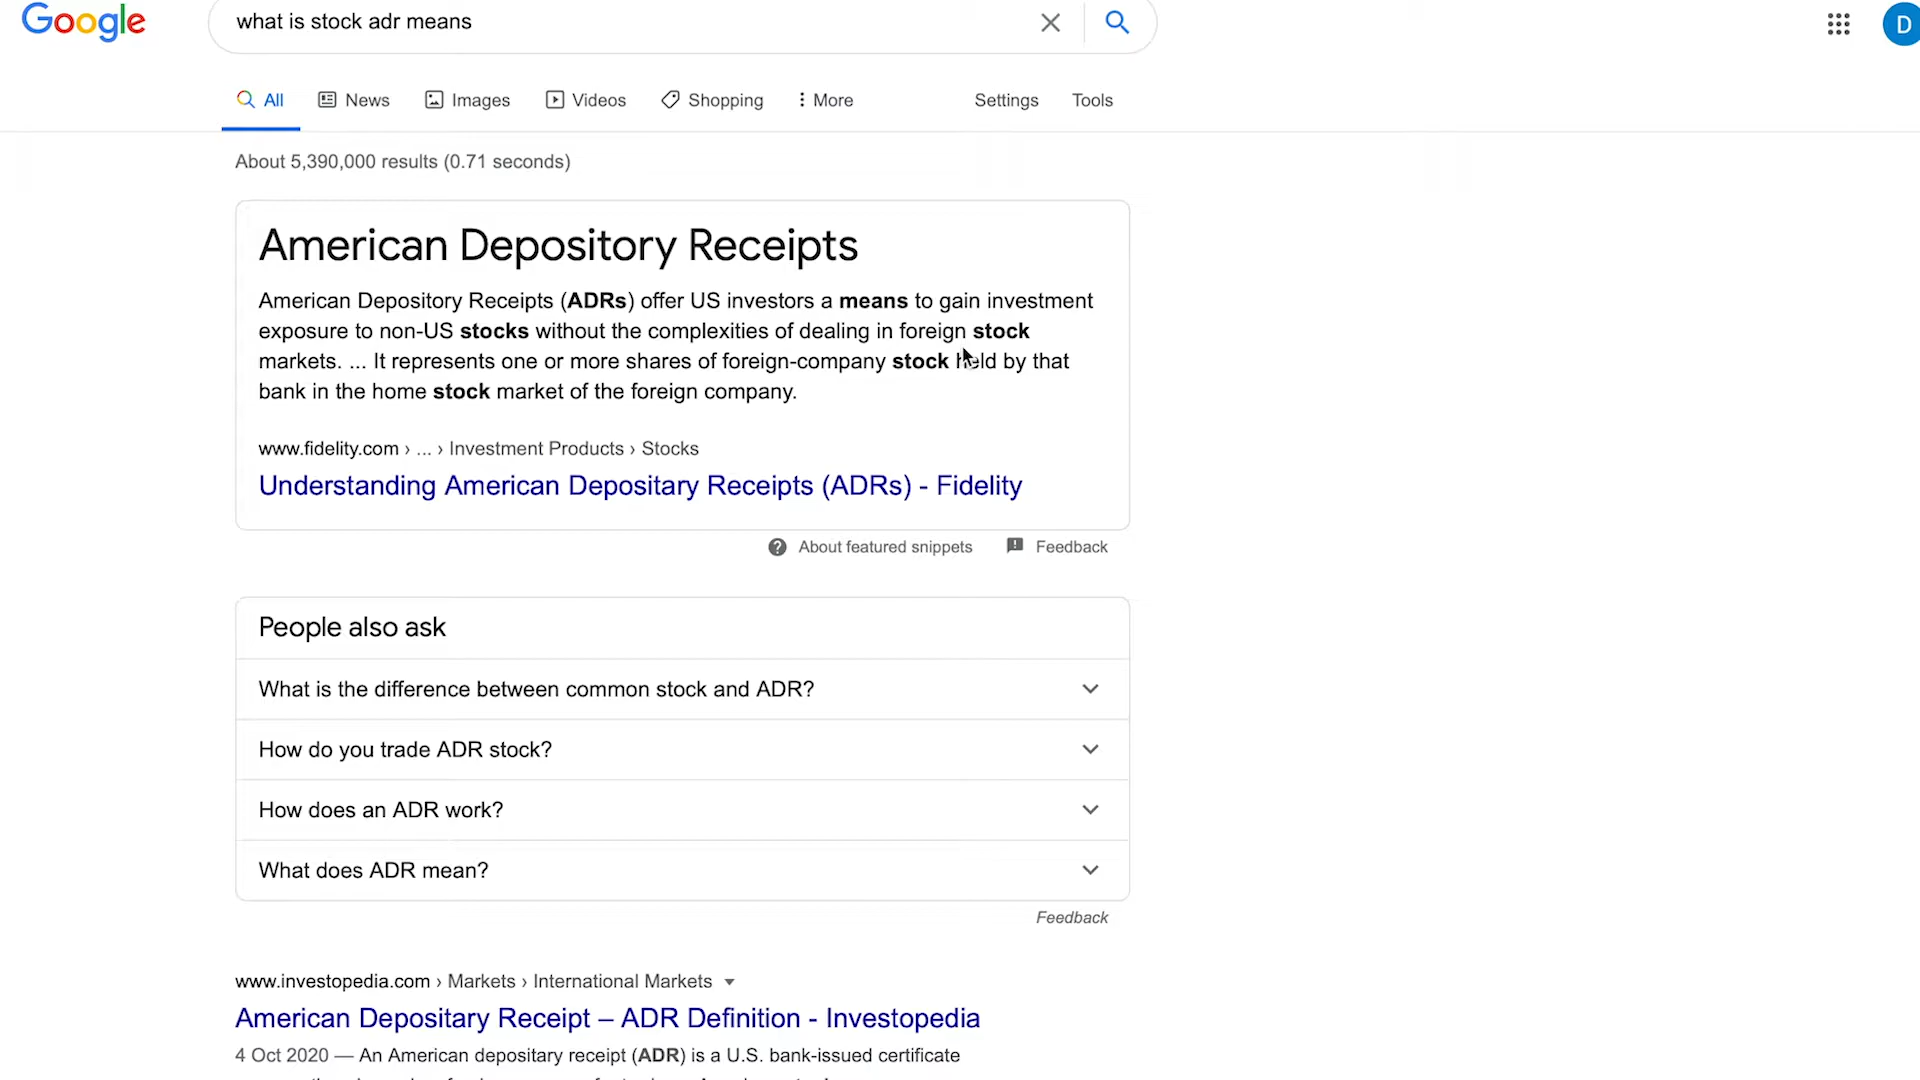 Google
what is stock adr means
D
All
News
Images
Videos
Shopping
More
Settings
Tools
About 5,390,000 results (0.71 seconds)
American Depository Receipts
American Depository Receipts (ADRs) offer US investors a means to gain investment
exposure to non-US stocks without the complexities of dealing in foreign stock
markets. ... It represents one or more shares of foreign-company stock held by that
bank in the home stock market of the foreign company.
www.fidelity.com › ... › Investment Products › Stocks
Understanding American Depositary Receipts (ADRs) - Fidelity
About featured snippets
Feedback
People also ask
What is the difference between common stock and ADR?
How do you trade ADR stock?
How does an ADR work?
What does ADR mean?
Feedback
www.investopedia.com › Markets › International Markets
American Depositary Receipt – ADR Definition - Investopedia
4 Oct 2020 — An American depositary receipt (ADR) is a U.S. bank-issued certificate